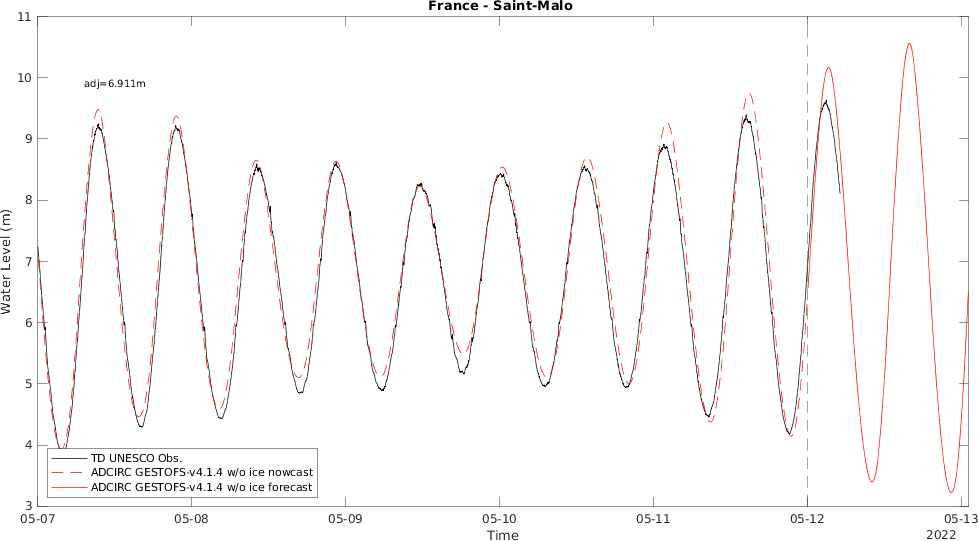 France - Saint-Malo
11
10
9
8
7
6
5
4
3
Water Level (m)
adj=6.911m
TD UNESCO Obs.
ADCIRC GESTOFS-v4.1.4 w/o ice nowcast
ADCIRC GESTOFS-v4.1.4 w/o ice forecast
05-07 05-08 05-09 05-10 05-11 05-12 05-13
Time
2022